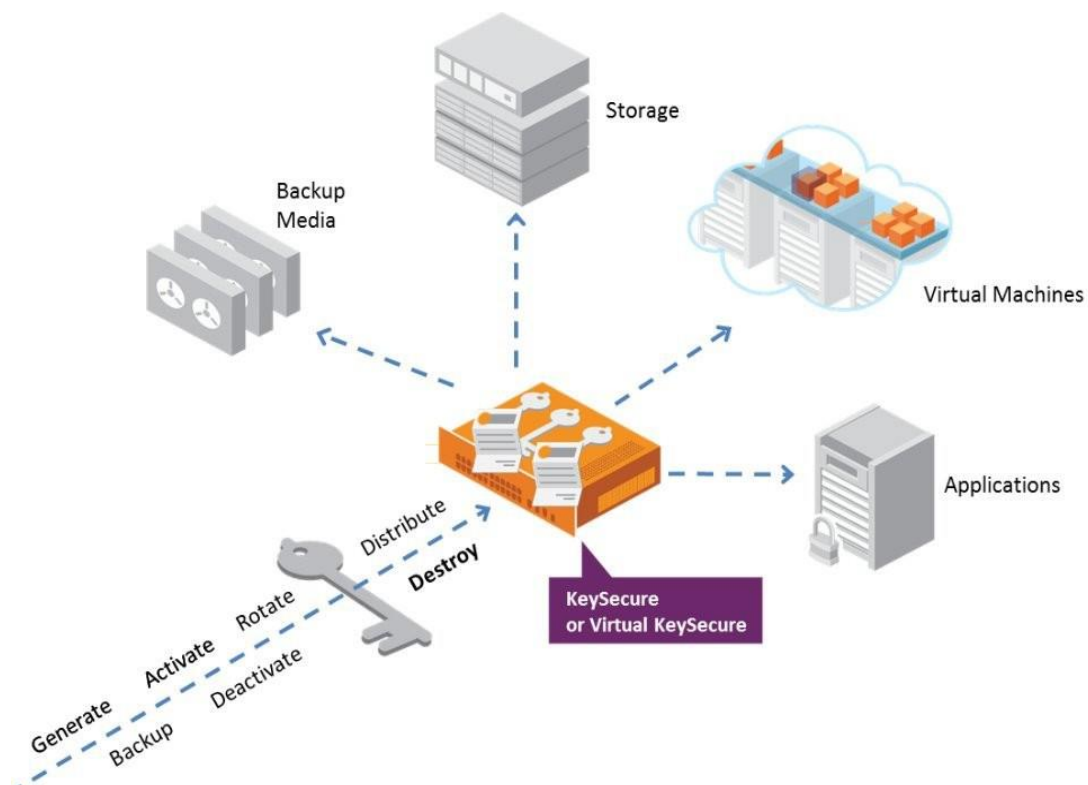 Storage
Backup
Media
Virtual Machines
Applications
KeySecure
or Virtual KeySecure
Generate Activate Rotate Distribute
Backup Deactivate Destroy